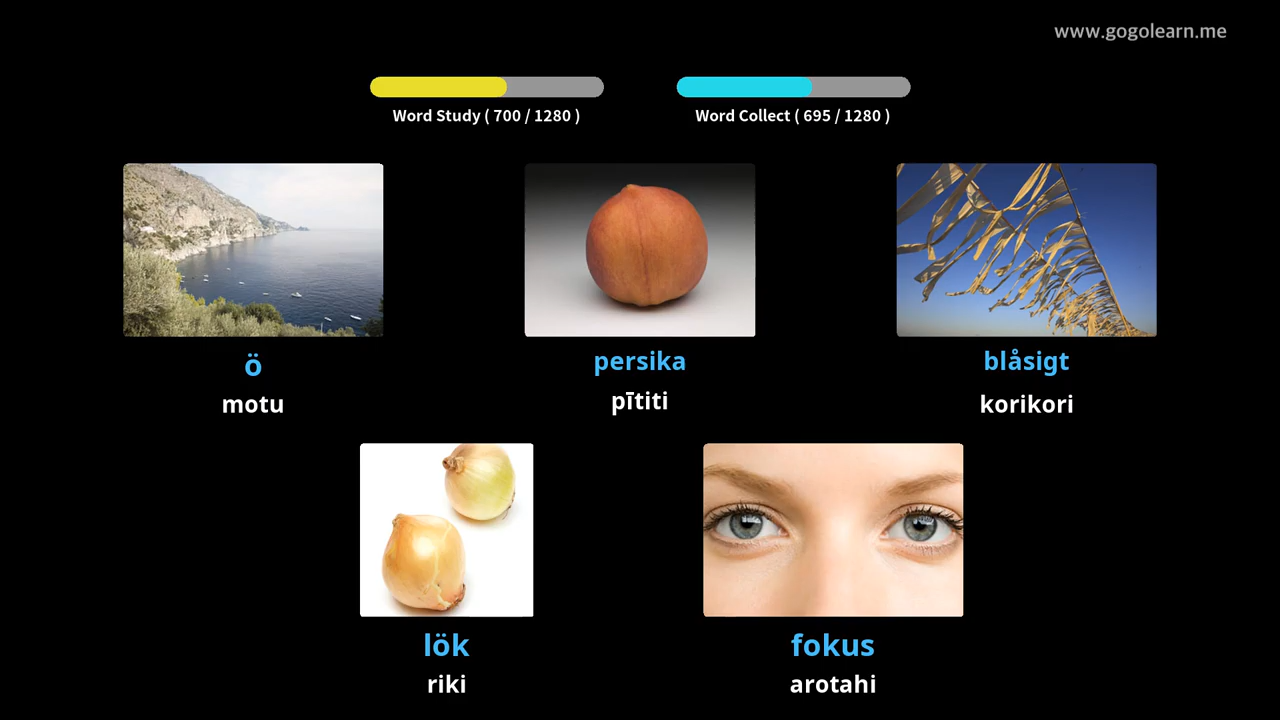 www.gogolearn.me
Word Study ( 700 / 1280 )
Word Collect ( 695 / 1280 )
ö
motu
persika
pītiti
blåsigt
korikori
lök
riki
fokus
arotahi